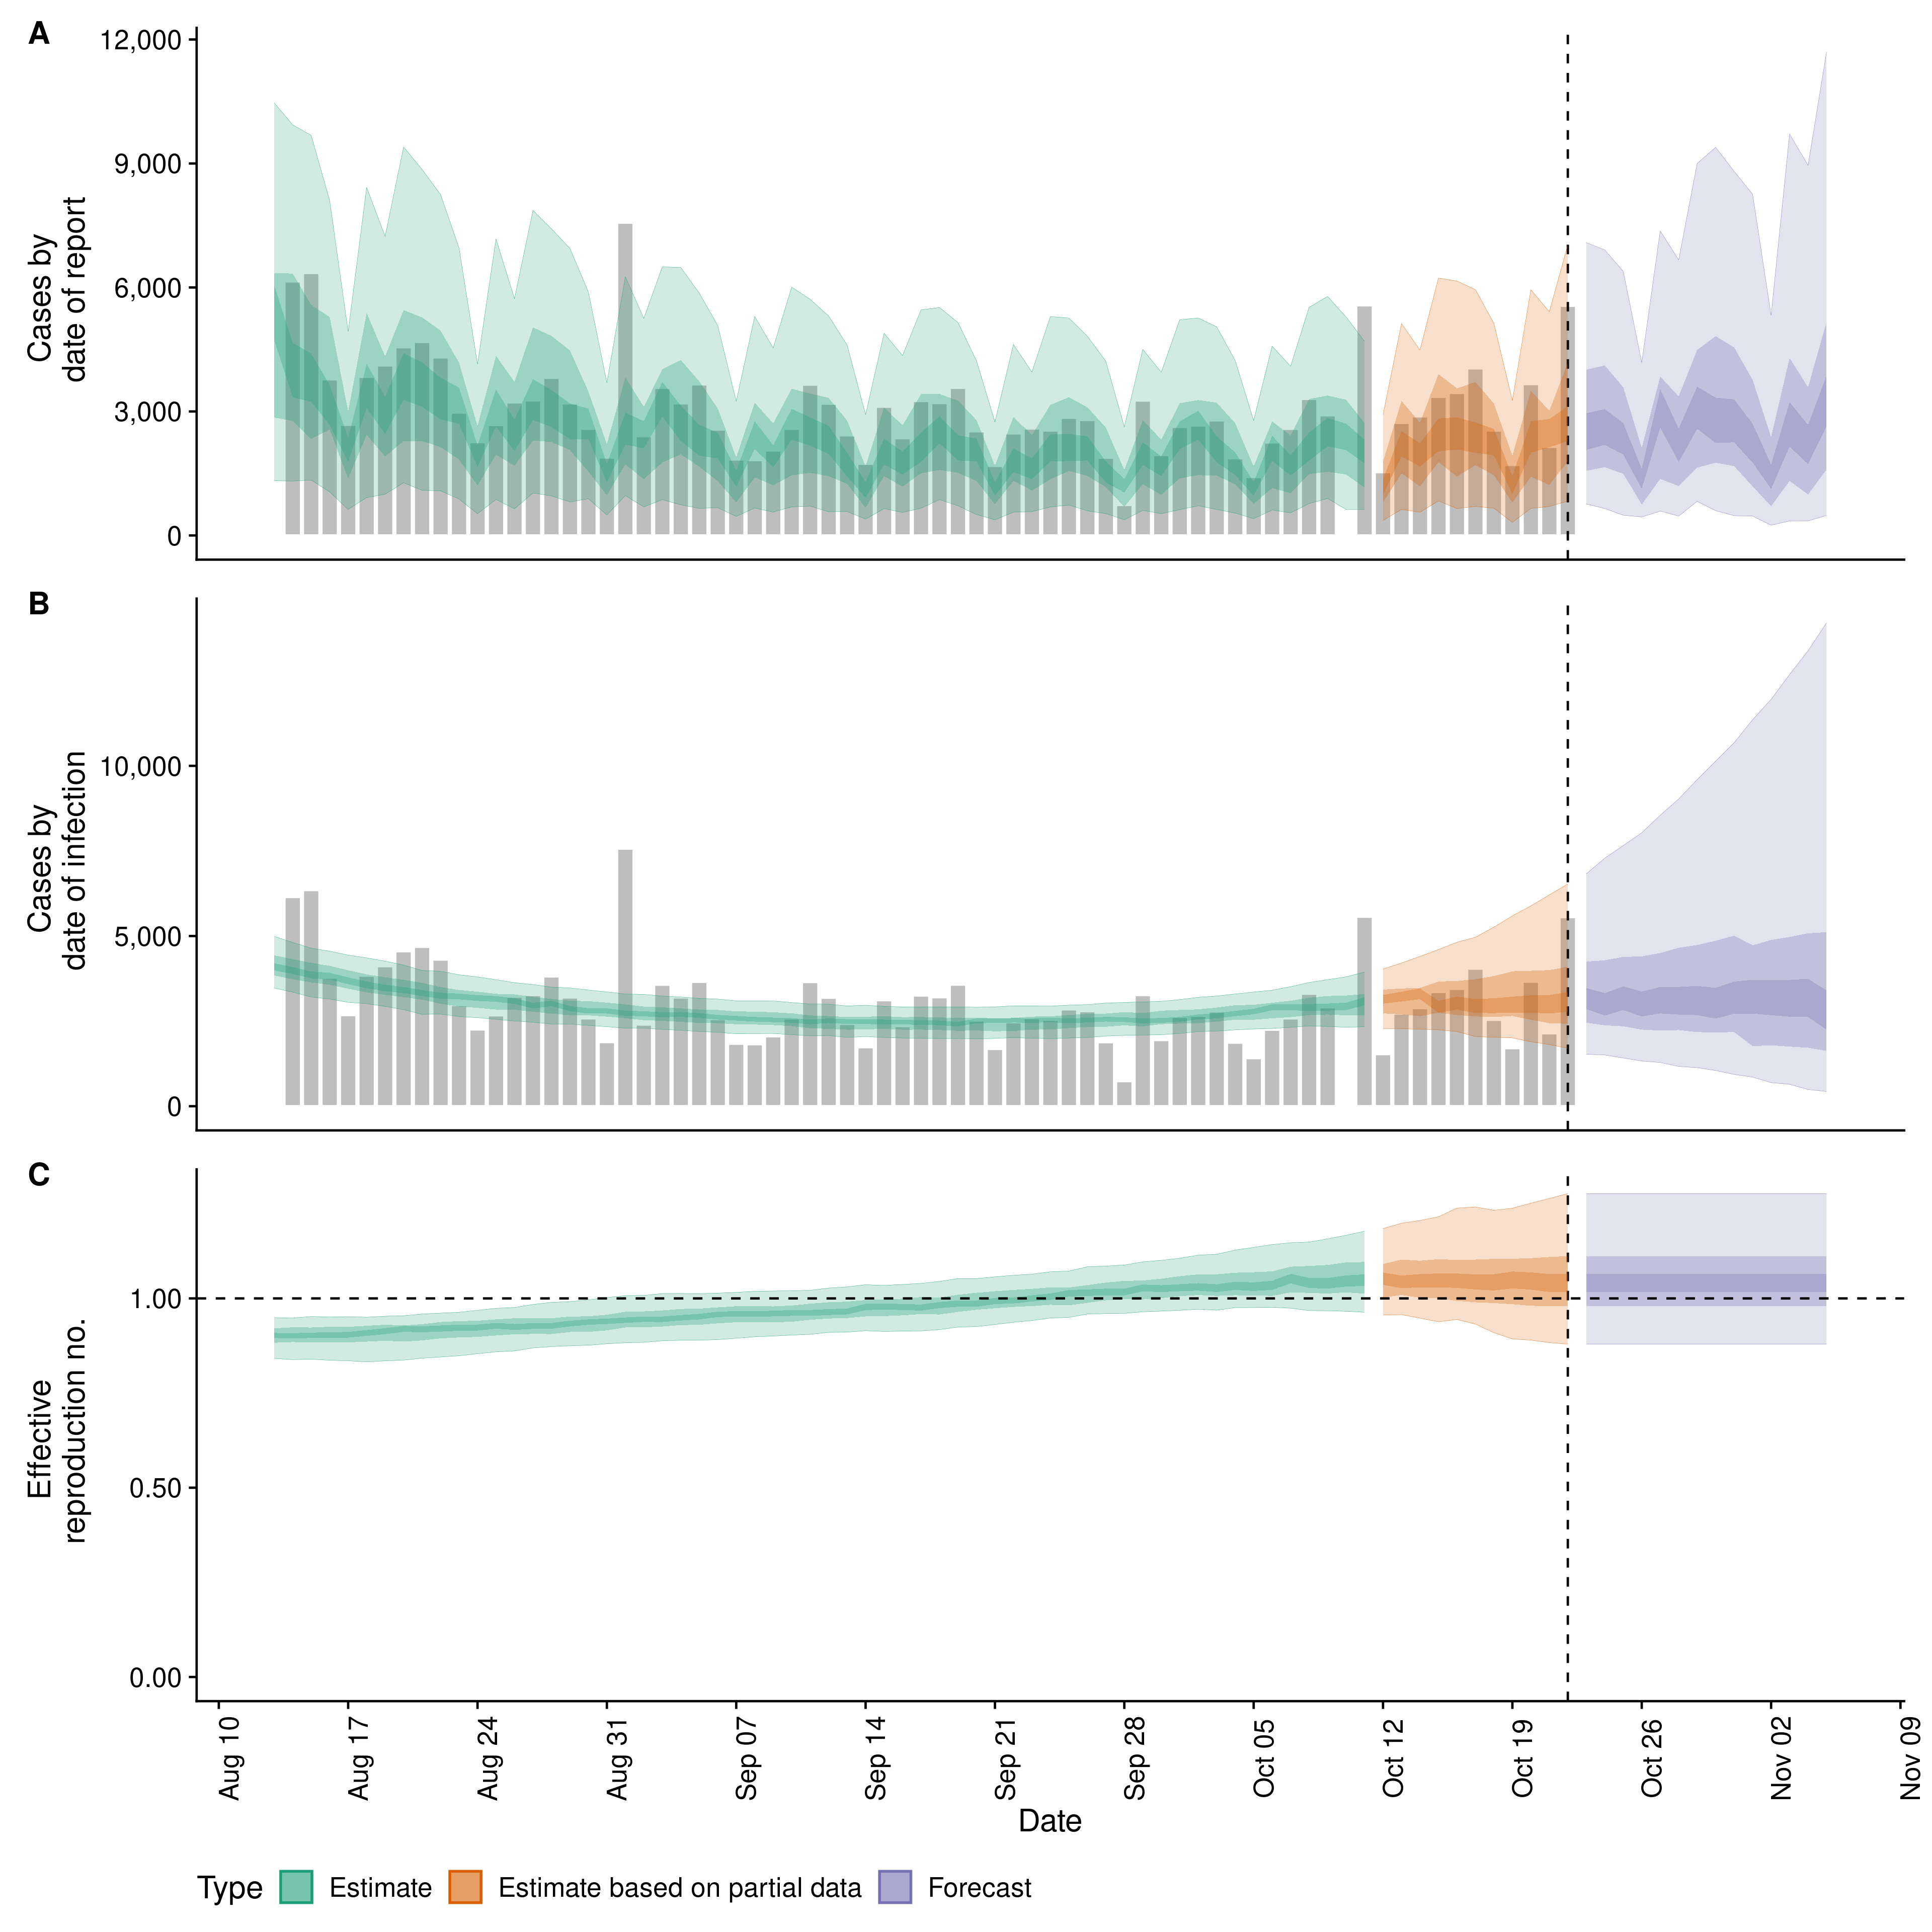 A
12,000
9,000
6,000
3,000
0
Cases by
date of report
B
10,000
5,000
0
Cases by
date of infection
C
1.00
0.50
0.00
Effective
reproduction no.
Aug 10
Aug 17
Aug 24
Aug 31
Sep 07
Sep 14
Sep 21
Sep 28
Oct 05
Oct 12
Oct 19
Oct 26
Nov 02
Nov 09
Date
Type Estimate Estimate based on partial data Forecast